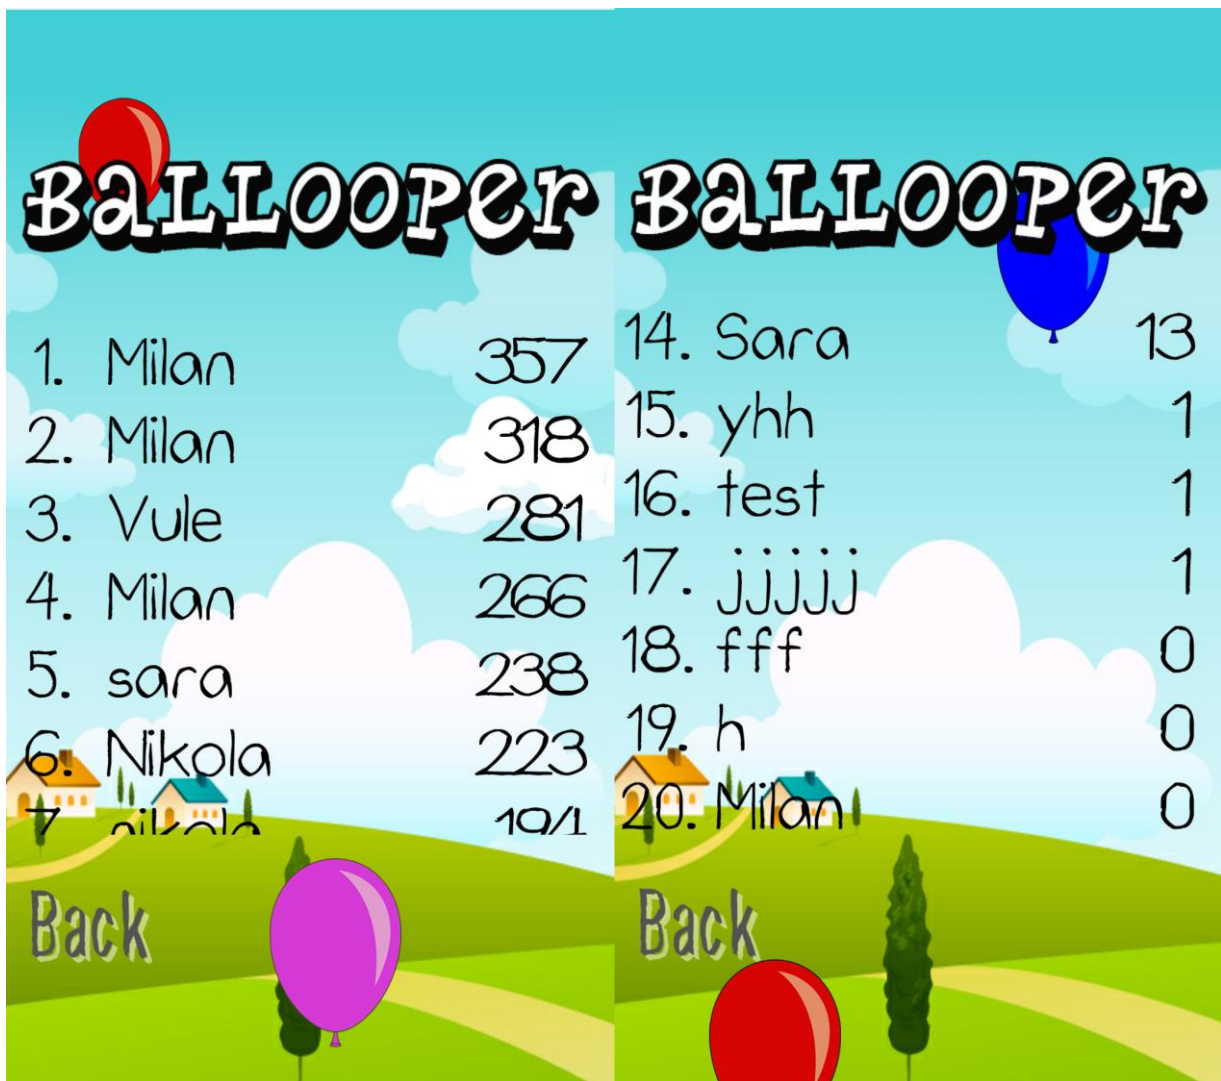 Ballooper
1. Milan 357
2. Milan 318
3. Vule 281
4. Milan 266
5. sara 238
6. Nikola 223
7. nikola
Back
Ballooper
14. Sara 13
15. yhh 1
16. test 1
17. jjjjj 1
18. fff 0
19. h 0
20. Milan 0
Back